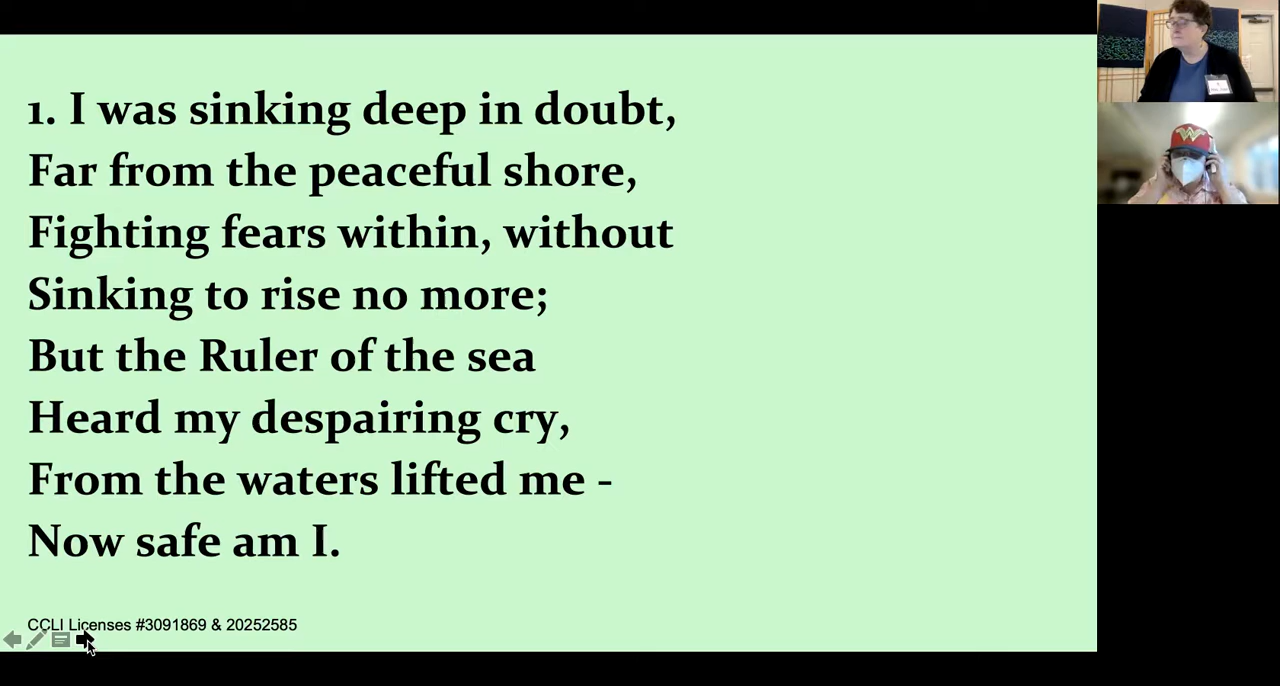 1. I was sinking deep in doubt,
Far from the peaceful shore,
Fighting fears within, without
Sinking to rise no more;
But the Ruler of the sea
Heard my despairing cry,
From the waters lifted me -
Now safe am I.
CCLI Licenses #3091869 & 20252585